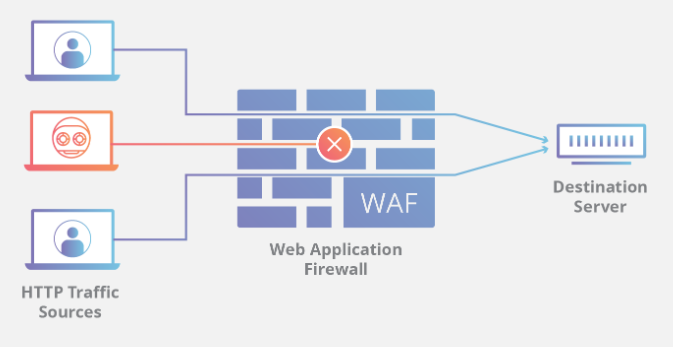 WAF
Web Application
Firewall
HTTP Traffic
Sources
Destination
Server